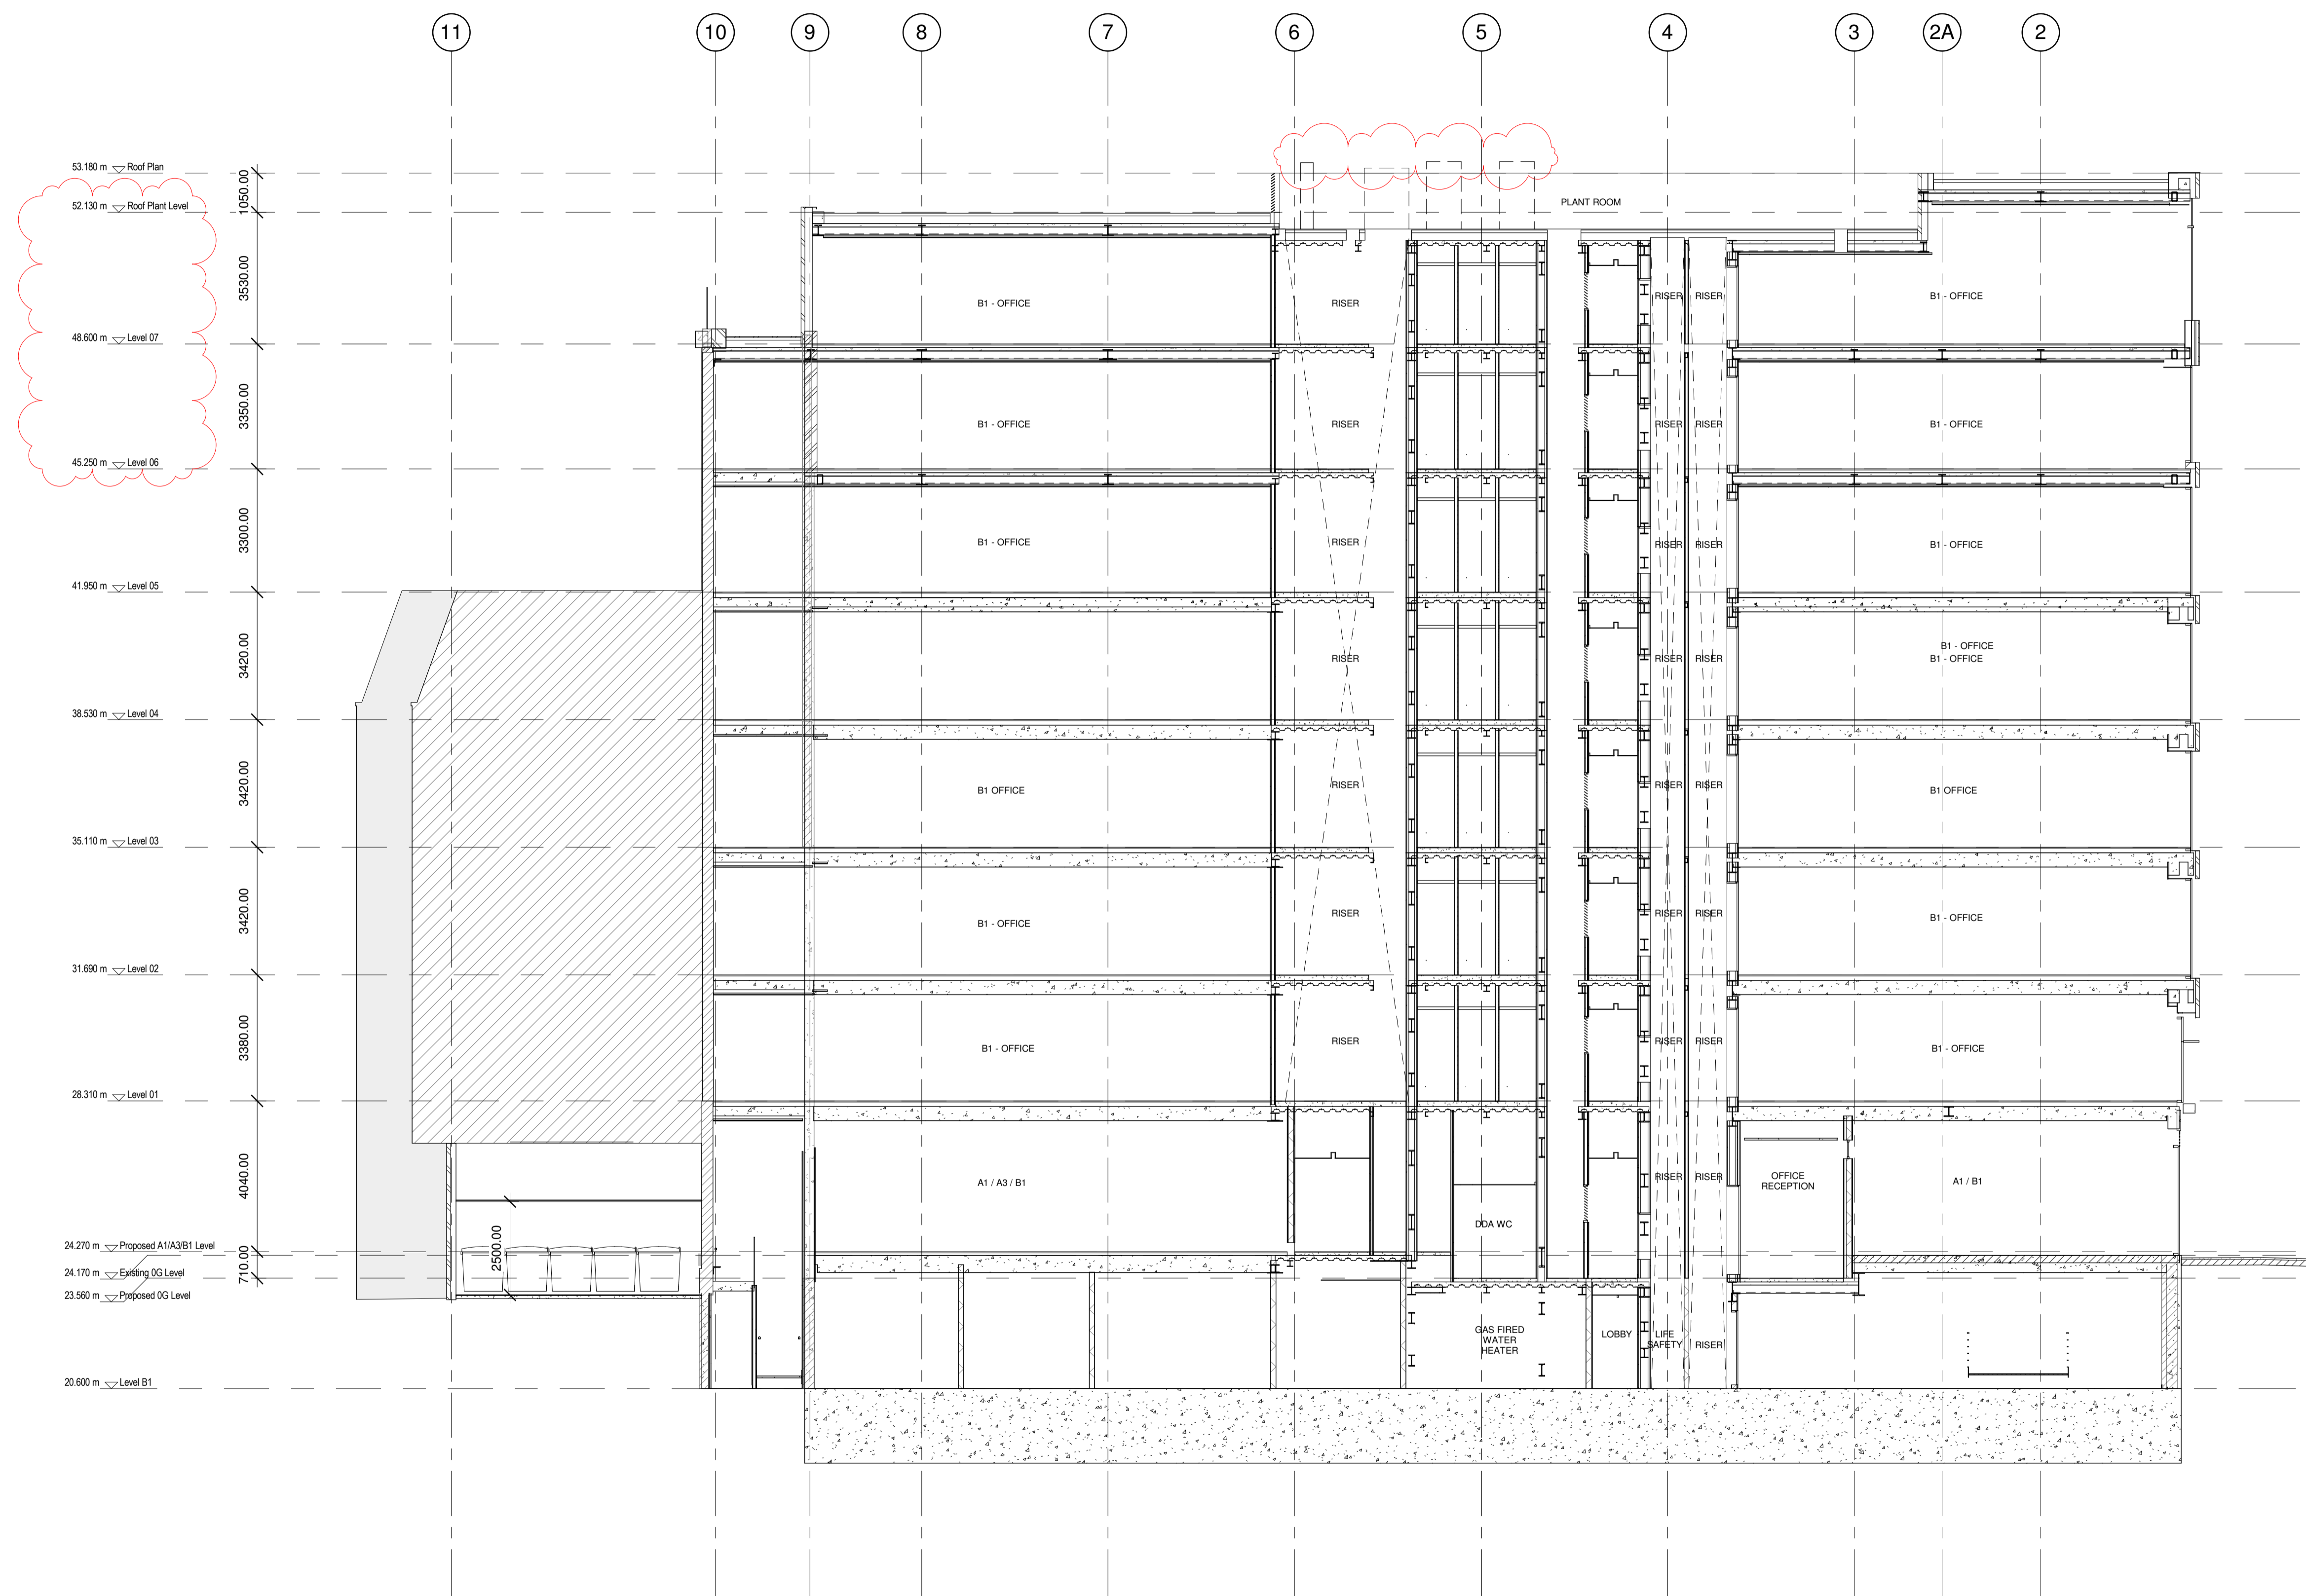 11 10 9 8 7 6 5 4 3 2A 2
53.180 m Roof Plan
1050.00
52.130 m Roof Plant Level
PLANT ROOM
3530.00
B1 - OFFICE RISER RISER RISER B1 - OFFICE
48.600 m Level 07
3350.00
B1 - OFFICE RISER RISER RISER B1 - OFFICE
45.250 m Level 06
3300.00
B1 - OFFICE RISER RISER RISER B1 - OFFICE
41.950 m Level 05
3420.00
B1 - OFFICE
RISER RISER RISER B1 - OFFICE
38.530 m Level 04
3420.00
B1 OFFICE RISER RISER RISER B1 OFFICE
35.110 m Level 03
3420.00
B1 - OFFICE RISER RISER RISER B1 - OFFICE
31.690 m Level 02
3380.00
B1 - OFFICE RISER RISER RISER B1 - OFFICE
28.310 m Level 01
4040.00
A1 / A3 / B1 RISER RISER OFFICE
RECEPTION
A1 / B1
DDA WC
2500.00
24.270 m Proposed A1/A3/B1 Level
710.00
24.170 m Existing 0G Level
23.560 m Proposed 0G Level
GAS FIRED
WATER
HEATER
LOBBY
LIFE
SAFETY
RISER
20.600 m Level B1